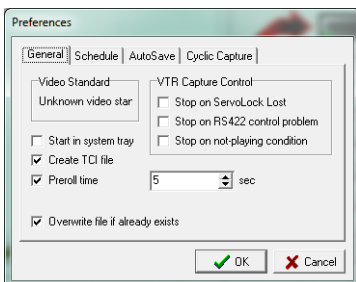 Preferences
General
Schedule
AutoSave
Cyclic Capture
Video Standard
Unknown video star
VTR Capture Control
Stop on ServoLock Lost
Stop on RS422 control problem
Stop on not-playing condition
Start in system tray
Create TCI file
Preroll time
5 sec
Overwrite file if already exists
OK
Cancel